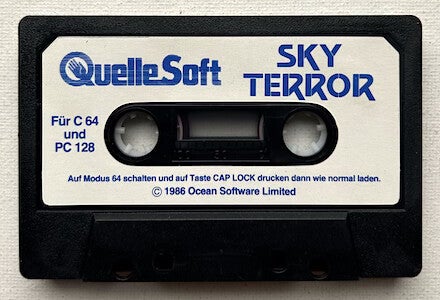 QuelleSoft
SKY
TERROR
Für C 64
und
PC 128
Auf Modus 64 schalten und auf Taste CAP LOCK drucken dann wie normal laden.
© 1986 Ocean Software Limited